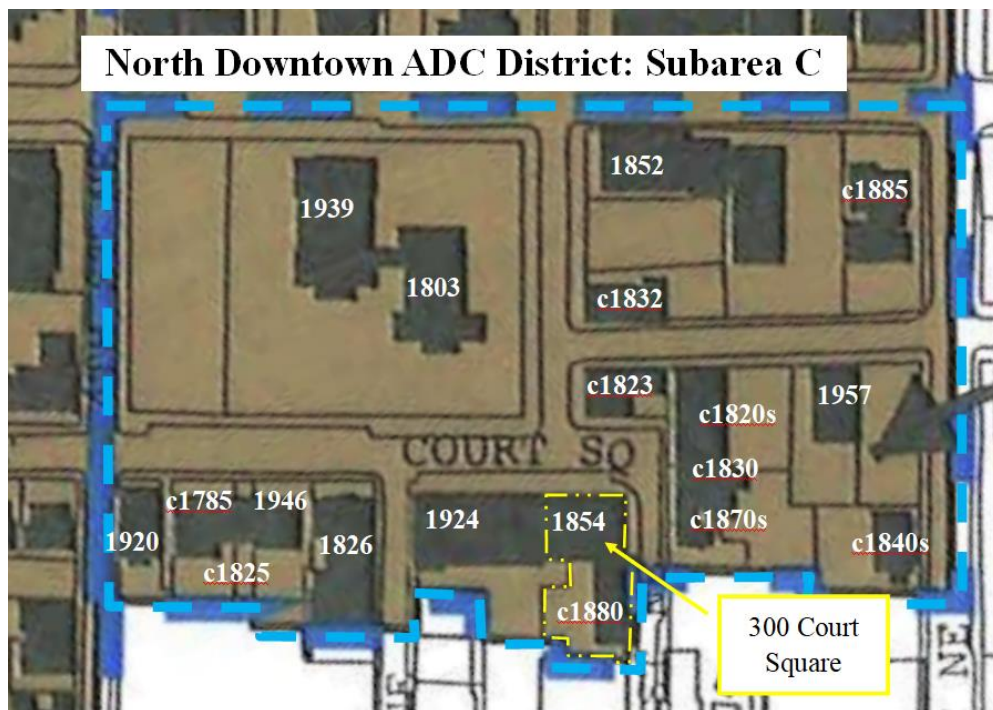 North Downtown ADC District: Subarea C
1852
c1885
1939
1803
c1832
c1823
1957
c1820s
COURT SQ
c1830
c1785 1946
1924
1854
c1870s
1920
1826
c1840s
c1825
c1880
300 Court
Square
NE